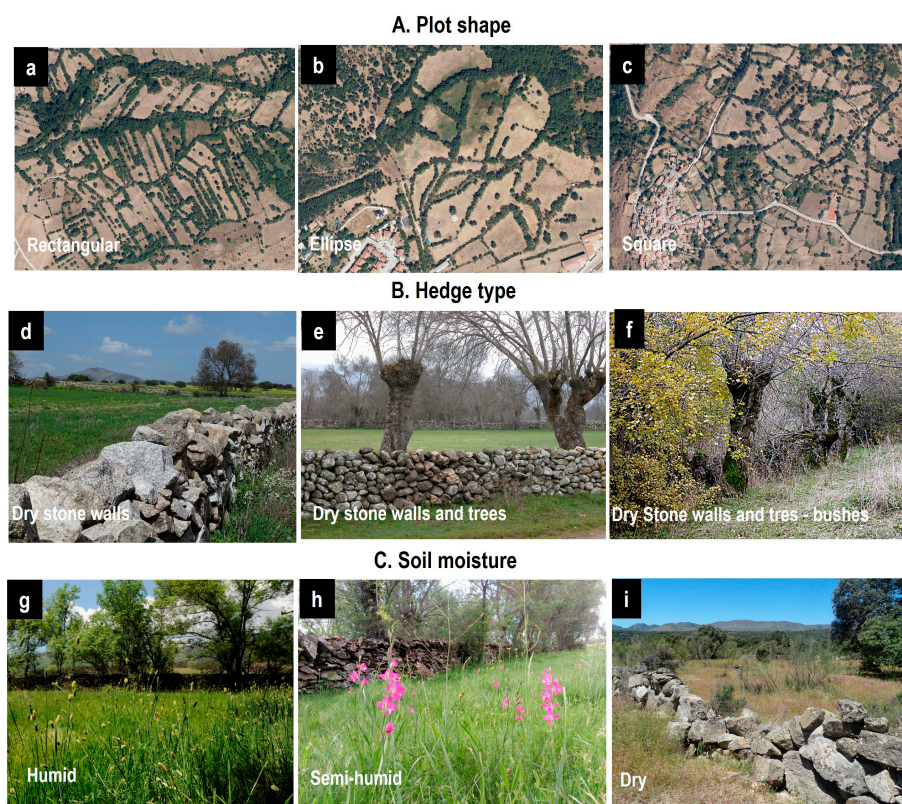 A. Plot shape
a
b
c
Rectangular
Ellipse
Square
B. Hedge type
d
e
f
Dry stone walls
Dry stone walls and trees
Dry Stone walls and tres - bushes
C. Soil moisture
g
h
i
Humid
Semi-humid
Dry